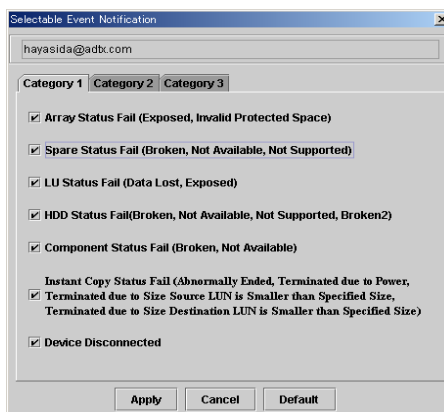 Selectable Event Notification
hayasida@adtx.com
Category 1 Category 2 Category 3
Array Status Fail (Exposed, Invalid Protected Space)
Spare Status Fail (Broken, Not Available, Not Supported)
LU Status Fail (Data Lost, Exposed)
HDD Status Fail(Broken, Not Available, Not Supported, Broken2)
Component Status Fail (Broken, Not Available)
Instant Copy Status Fail (Abnormally Ended, Terminated due to Power,
Terminated due to Size Source LUN is Smaller than Specified Size,
Terminated due to Size Destination LUN is Smaller than Specified Size)
Device Disconnected
Apply Cancel Default